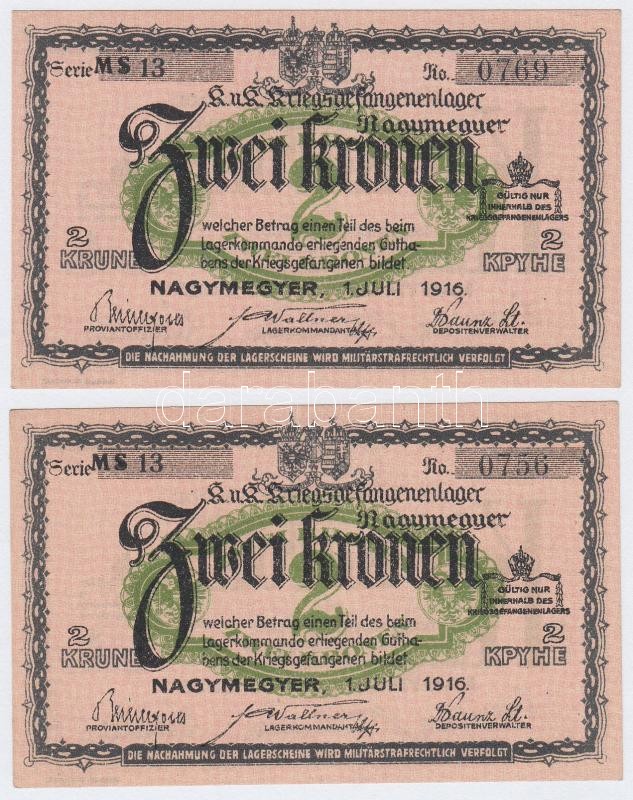 Serie MS 13 No. 0769
K.u.K. Kriegsgefangenenlager
Nagymegyer
Zwei Kronen
GÜLTIG NUR
INNERHALB DES
KRIEGSGEFANGENENLAGERS
welcher Betrag einen Teil des beim
Lagerkommando erliegenden Gutha-
bens der Kriegsgefangenen bildet.
2
KRUNE
2
КРУНЕ
NAGYMEGYER, 1. JULI 1916.
Wallner
PROVIANTOFFIZIER LAGERKOMMANDANT DEPOSITENVERWALTER
DIE NACHAHMUNG DER LAGERSCHEINE WIRD MILITÄRSTRAFRECHTLICH VERFOLGT
darabanth
Serie MS 13 No. 0756
K.u.K. Kriegsgefangenenlager
Nagymegyer
Zwei Kronen
GÜLTIG NUR
INNERHALB DES
KRIEGSGEFANGENENLAGERS
welcher Betrag einen Teil des beim
Lagerkommando erliegenden Gutha-
bens der Kriegsgefangenen bildet.
2
KRUNE
2
КРУНЕ
NAGYMEGYER, 1. JULI 1916.
Wallner
PROVIANTOFFIZIER LAGERKOMMANDANT DEPOSITENVERWALTER
DIE NACHAHMUNG DER LAGERSCHEINE WIRD MILITÄRSTRAFRECHTLICH VERFOLGT